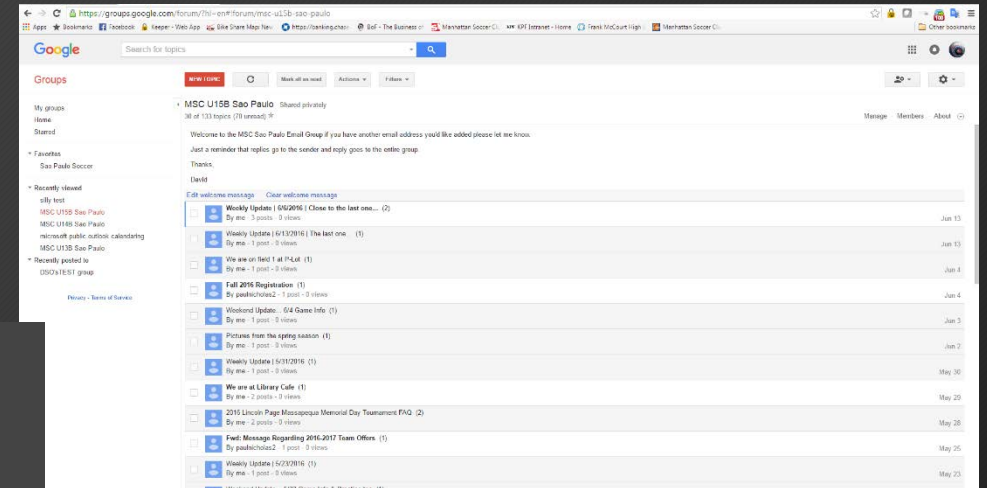 https://groups.google.com/forum/?hl=en#!forum/msc-u15b-sao-paulo
Apps Bookmarks Facebook Keeper - Web App Bike Share Maps Nav https://banking.chase BoF - The Business of Manhattan Soccer Cl KPF Intranet - Home Frank McCourt High Manhattan Soccer Cl Other bookmarks
Google Search for topics
Groups NEW TOPIC Mark all as read Actions Filters
My groups
Home
Starred
Favorites
Sao Paulo Soccer
Recently viewed
silly test
MSC U15B Sao Paulo
MSC U14B Sao Paulo
microsoft public outlook calendaring
MSC U13B Sao Paulo
Recently posted to
DSO'sTEST group
Privacy - Terms of Service
MSC U15B Sao Paulo Shared privately
30 of 133 topics (70 unread)
Manage Members About
Welcome to the MSC Sao Paulo Email Group if you have another email address you'd like added please let me know.
Just a reminder that replies go to the sender and reply goes to the entire group.
Thanks,
David
Edit welcome message Clear welcome message
Weekly Update | 6/6/2016 | Close to the last one... (2)
By me - 3 posts - 0 views Jun 13
Weekly Update | 6/13/2016 | The last one (1)
By me - 1 post - 0 views Jun 13
We are on field 1 at P-Lot (1)
By me - 1 post - 0 views Jun 4
Fall 2016 Registration (1)
By paulnicholas2 - 1 post - 0 views Jun 4
Weekend Update... 6/4 Game Info (1)
By me - 1 post - 0 views Jun 3
Pictures from the spring season (1)
By me - 1 post - 0 views Jun 2
Weekly Update | 5/31/2016 (1)
By me - 1 post - 0 views May 30
We are at Library Cafe (1)
By me - 2 posts - 0 views May 29
2016 Lincoln Page Massapequa Memorial Day Tournament FAQ (2)
By me - 2 posts - 0 views May 28
Fwd: Message Regarding 2016-2017 Team Offers (1)
By paulnicholas2 - 1 post - 0 views May 25
Weekly Update | 5/23/2016 (1)
By me - 1 post - 0 views May 23